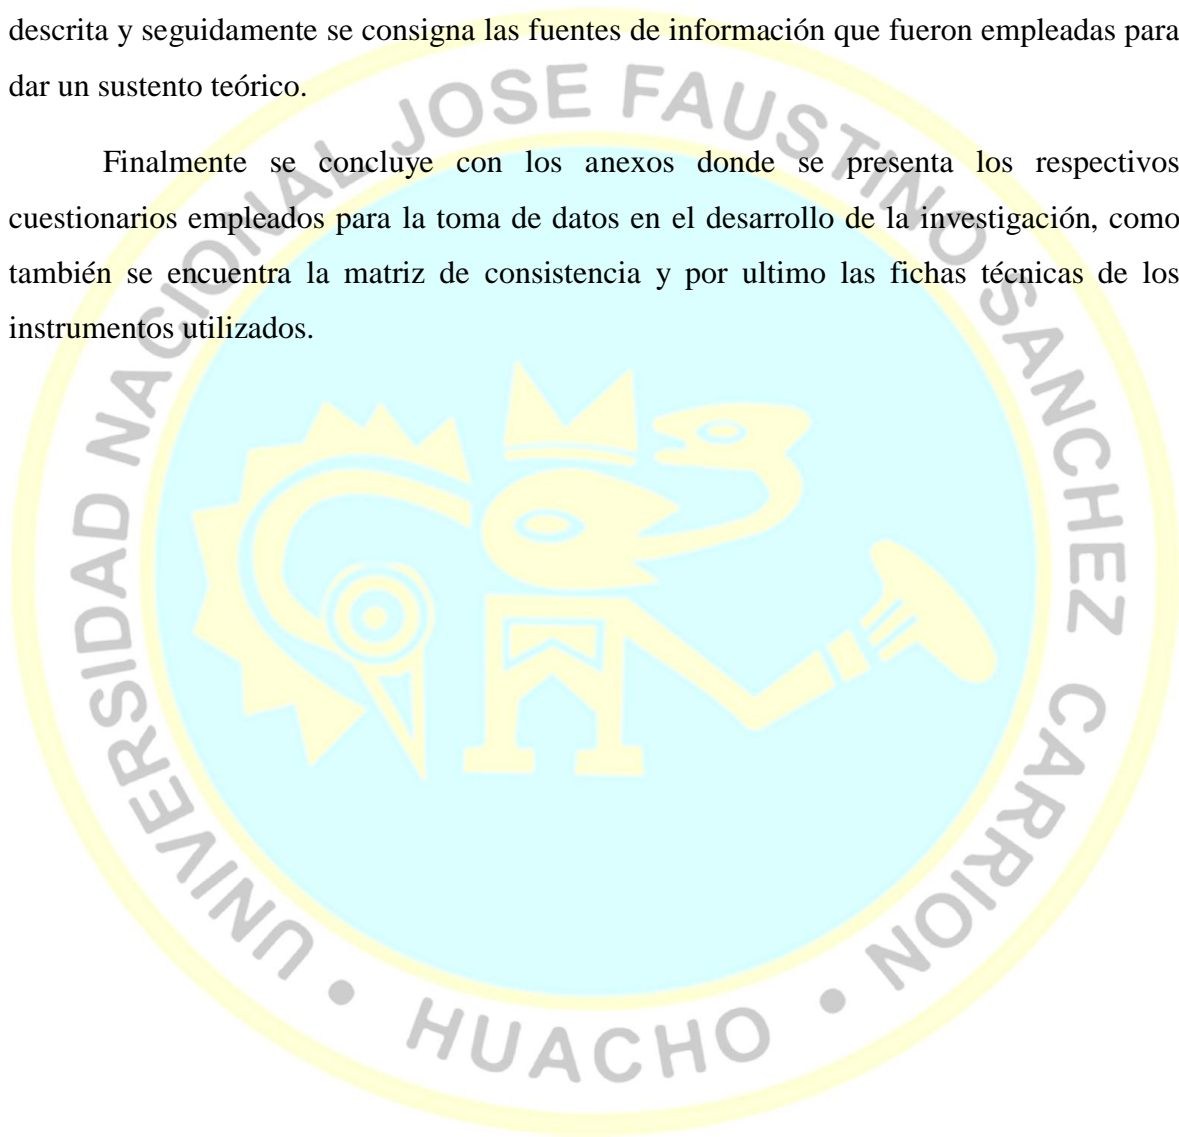 descrita y seguidamente se consigna las fuentes de información que fueron empleadas para
dar un sustento teórico.
Finalmente se concluye con los anexos donde se presenta los respectivos
cuestionarios empleados para la toma de datos en el desarrollo de la investigación, como
también se encuentra la matriz de consistencia y por ultimo las fichas técnicas de los
instrumentos utilizados.
UNIVERSIDAD NACIONAL JOSE FAUSTINO SANCHEZ CARRION • HUACHO •